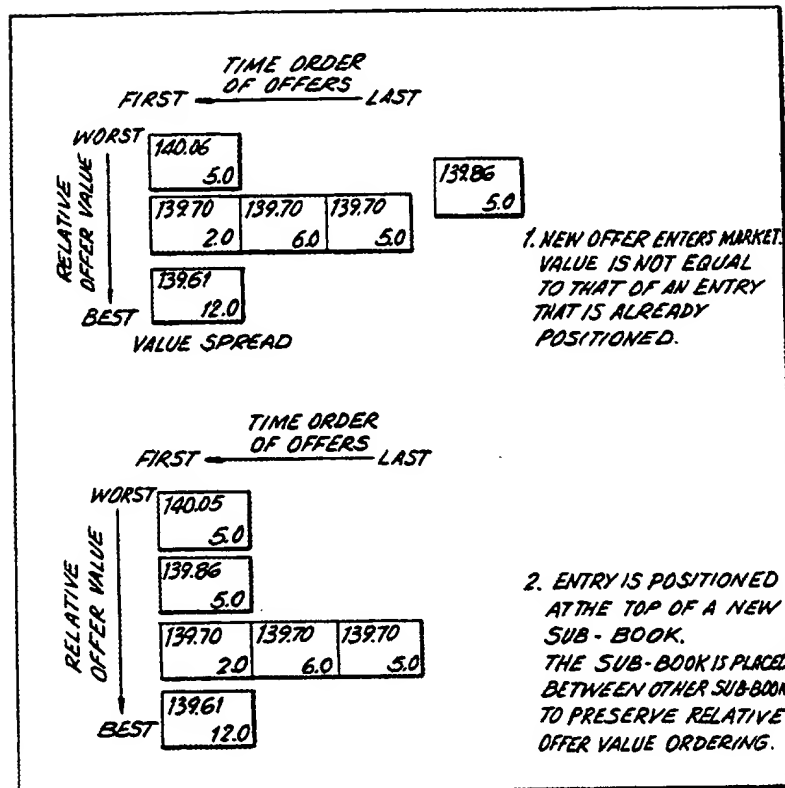 TIME ORDER
OF OFFERS
FIRST LAST
WORST
RELATIVE
OFFER VALUE
140.06
5.0
139.86
5.0
139.70 139.70 139.70
2.0 6.0 5.0
139.61
12.0
BEST
VALUE SPREAD
1. NEW OFFER ENTERS MARKET.
VALUE IS NOT EQUAL
TO THAT OF AN ENTRY
THAT IS ALREADY
POSITIONED.
TIME ORDER
OF OFFERS
FIRST LAST
WORST
RELATIVE
OFFER VALUE
140.05
5.0
139.86
5.0
139.70 139.70 139.70
2.0 6.0 5.0
139.61
12.0
BEST
2. ENTRY IS POSITIONED
AT THE TOP OF A NEW
SUB-BOOK.
THE SUB-BOOK IS PLACED
BETWEEN OTHER SUB-BOOK
TO PRESERVE RELATIVE
OFFER VALUE ORDERING.